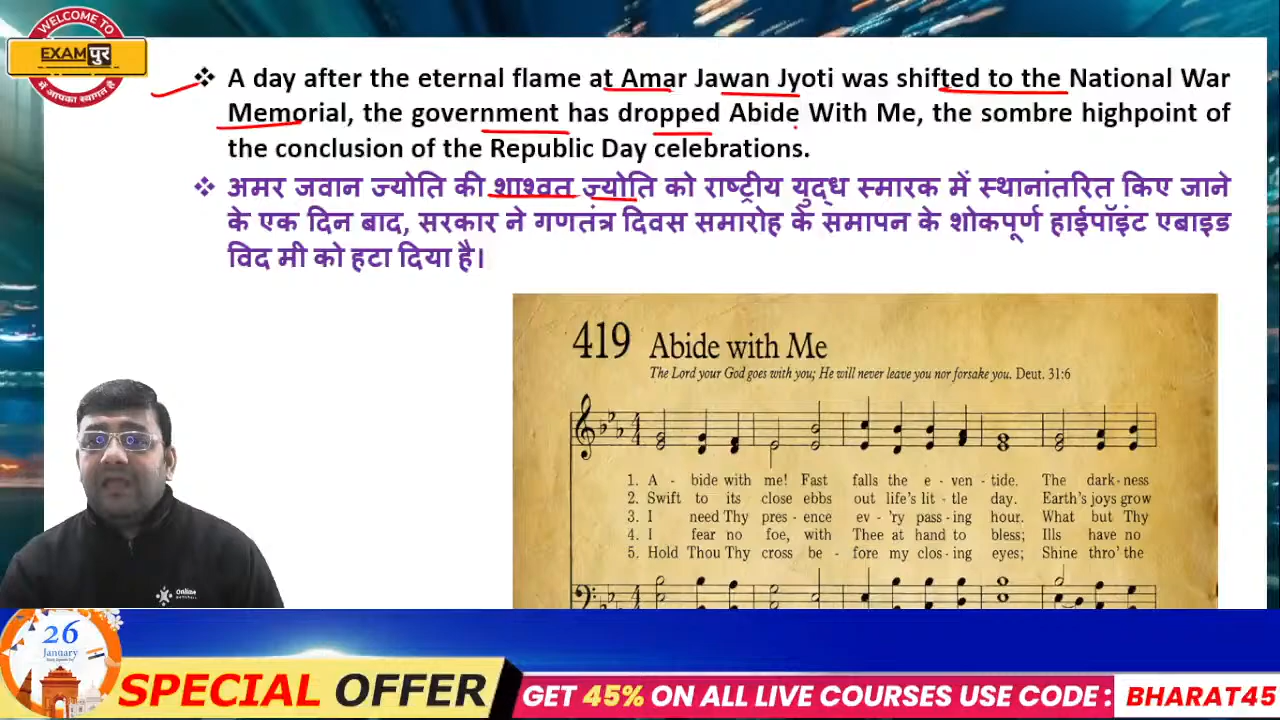 WELCOME TO
EXAM पुर
में आपका स्वागत है
❖ A day after the eternal flame at Amar Jawan Jyoti was shifted to the National War
Memorial, the government has dropped Abide With Me, the sombre highpoint of
the conclusion of the Republic Day celebrations.
❖ अमर जवान ज्योति की शाश्वत ज्योति को राष्ट्रीय युद्ध स्मारक में स्थानांतरित किए जाने
के एक दिन बाद, सरकार ने गणतंत्र दिवस समारोह के समापन के शोकपूर्ण हाईपॉइंट एबाइड
विद मी को हटा दिया है।
419 Abide with Me
The Lord your God goes with you; He will never leave you nor forsake you. Deut. 31:6
1. A - bide with me! Fast falls the e - ven - tide. The dark - ness
2. Swift to its close ebbs out life's lit - tle day. Earth's joys grow
3. I need Thy pres - ence ev - 'ry pass - ing hour. What but Thy
4. I fear no foe, with Thee at hand to bless; Ills have no
5. Hold Thou Thy cross be - fore my clos - ing eyes; Shine thro' the
Online
26
January
SPECIAL OFFER
GET 45% ON ALL LIVE COURSES USE CODE : BHARAT45